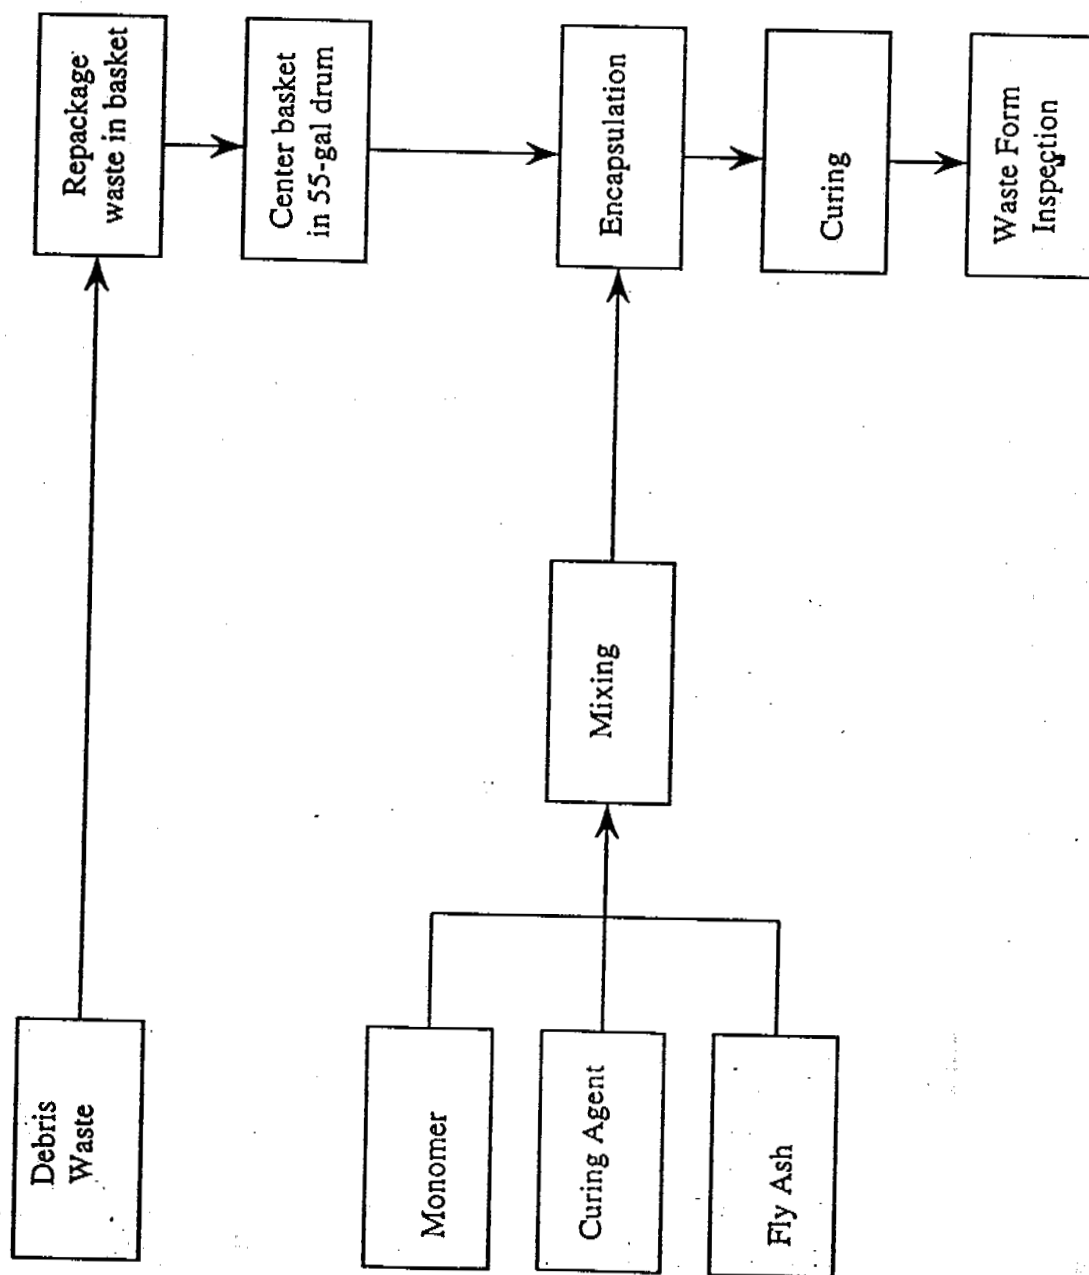 Debris
Waste
Repackage
waste in basket
Center basket
in 55-gal drum
Monomer
Curing Agent
Fly Ash
Mixing
Encapsulation
Curing
Waste Form
Inspection